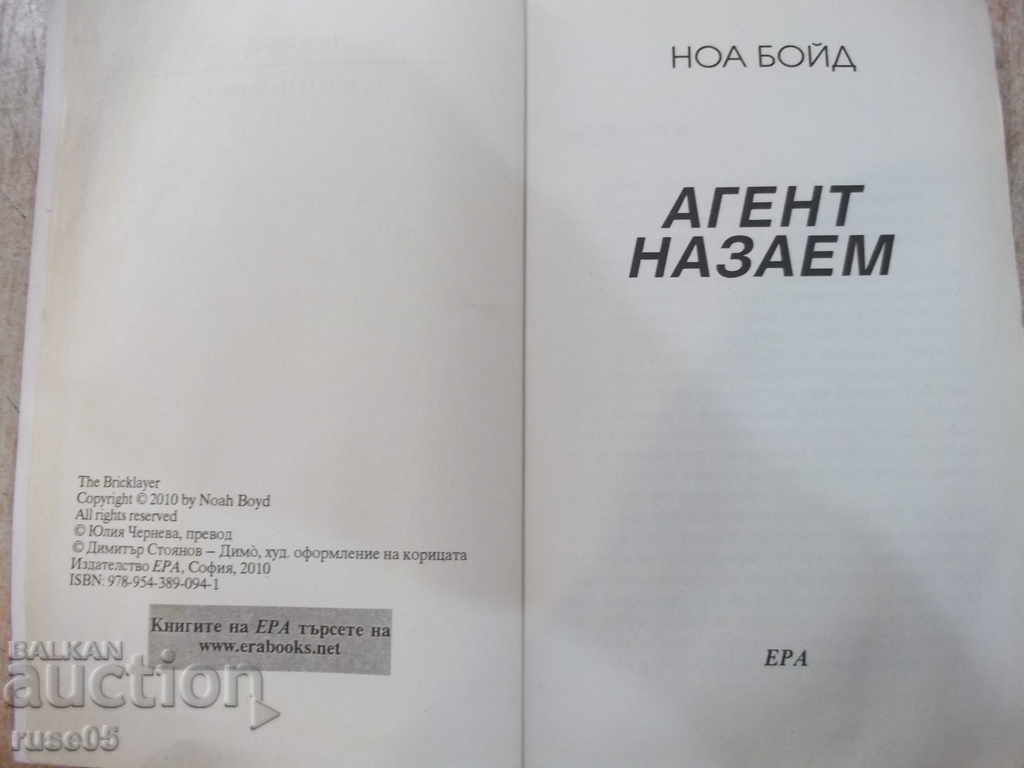 The Bricklayer
Copyright © 2010 by Noah Boyd
All rights reserved
© Юлия Чернева, превод
© Димитър Стоянов – Димо̀, худ. оформление на корицата
Издателство ЕРА, София, 2010
ISBN: 978-954-389-094-1
Книгите на ЕРА търсете на
www.erabooks.net
НОА БОЙД
АГЕНТ
НАЗАЕМ
ЕРА
BALKAN
auction
ruse05